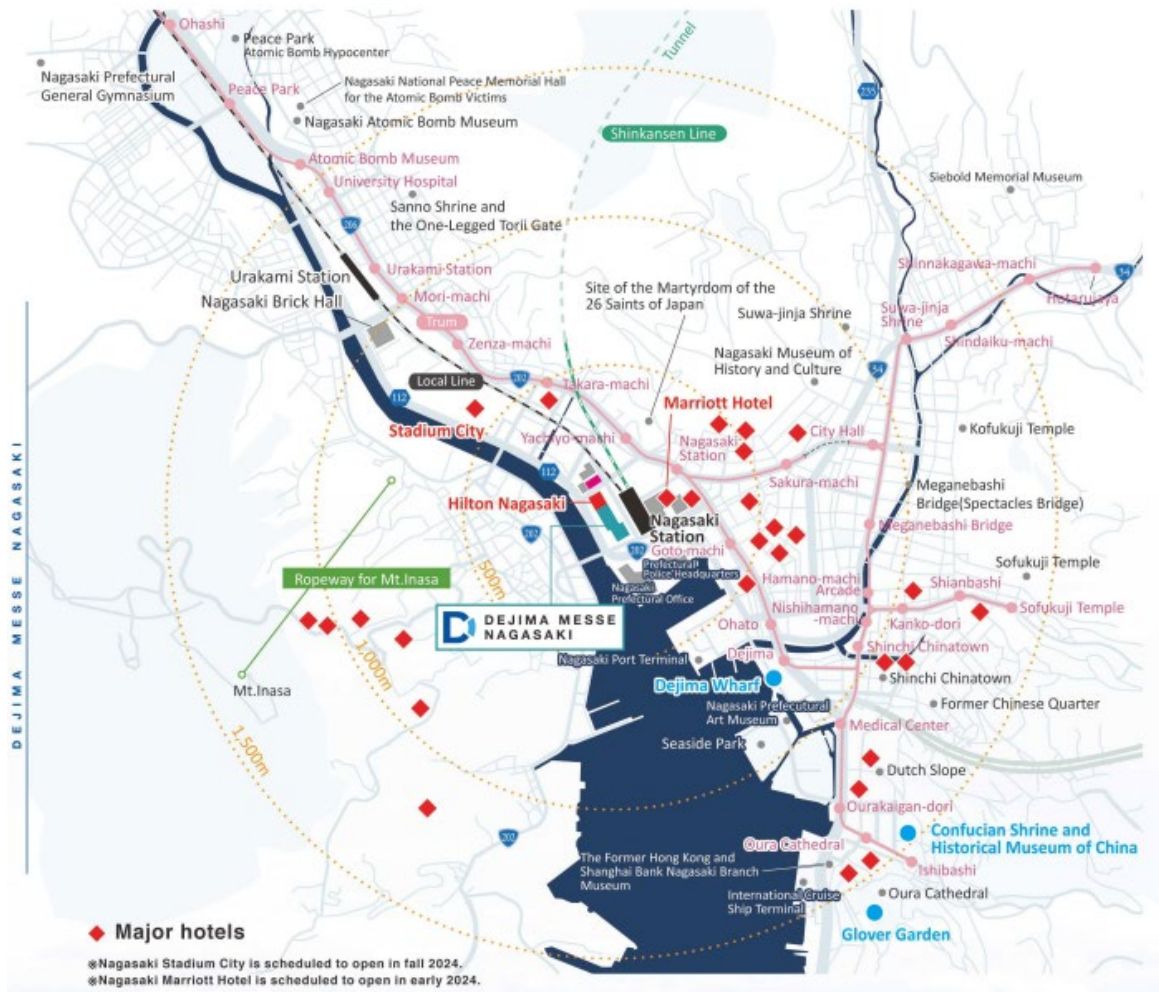 Ohashi
Peace Park
Atomic Bomb Hypocenter
Nagasaki Prefectural
General Gymnasium
Peace Park
Nagasaki National Peace Memorial Hall
for the Atomic Bomb Victims
Nagasaki Atomic Bomb Museum
Tunnel
235
Shinkansen Line
Atomic Bomb Museum
University Hospital
Sanno Shrine and
the One-Legged Torii Gate
206
Siebold Memorial Museum
Urakami Station
Nagasaki Brick Hall
Urakami-Station
Mori-machi
Trum
Zenza-machi
Shinnakagawa-machi
34
Hotarujaya
Site of the Martyrdom of the
26 Saints of Japan
Suwa-jinja Shrine
Suwa-jinja
Shrine
Shindaiku-machi
Nagasaki Museum of
History and Culture
34
Local Line
202
Takara-machi
112
Stadium City
Marriott Hotel
Yachiyo-machi
Nagasaki
Station
City Hall
Kofukuji Temple
Sakura-machi
112
Hilton Nagasaki
Nagasaki
Station
Meganebashi
Bridge(Spectacles Bridge)
Meganebashi Bridge
202
202
Goto-machi
Prefectural
Police Headquarters
Nagasaki
Prefectural Office
500m
Ropeway for Mt.Inasa
Hamano-machi
Arcade
Shianbashi
Sofukuji Temple
Sofukuji Temple
Nishihamano
-machi
Kanko-dori
DEJIMA MESSE
NAGASAKI
Ohato
1,000m
Shinchi Chinatown
Nagasaki Port Terminal
Dejima
Dejima Wharf
Shinchi Chinatown
Mt.Inasa
Former Chinese Quarter
Nagasaki Prefecutural
Art Museum
Medical Center
1,500m
Seaside Park
Dutch Slope
Ourakaigan-dori
202
Confucian Shrine and
Historical Museum of China
Oura Cathedral
The Former Hong Kong and
Shanghai Bank Nagasaki Branch
Museum
Ishibashi
International Cruise
Ship Terminal
Oura Cathedral
Glover Garden
DEJIMA MESSE NAGASAKI
Major hotels
※Nagasaki Stadium City is scheduled to open in fall 2024.
※Nagasaki Marriott Hotel is scheduled to open in early 2024.